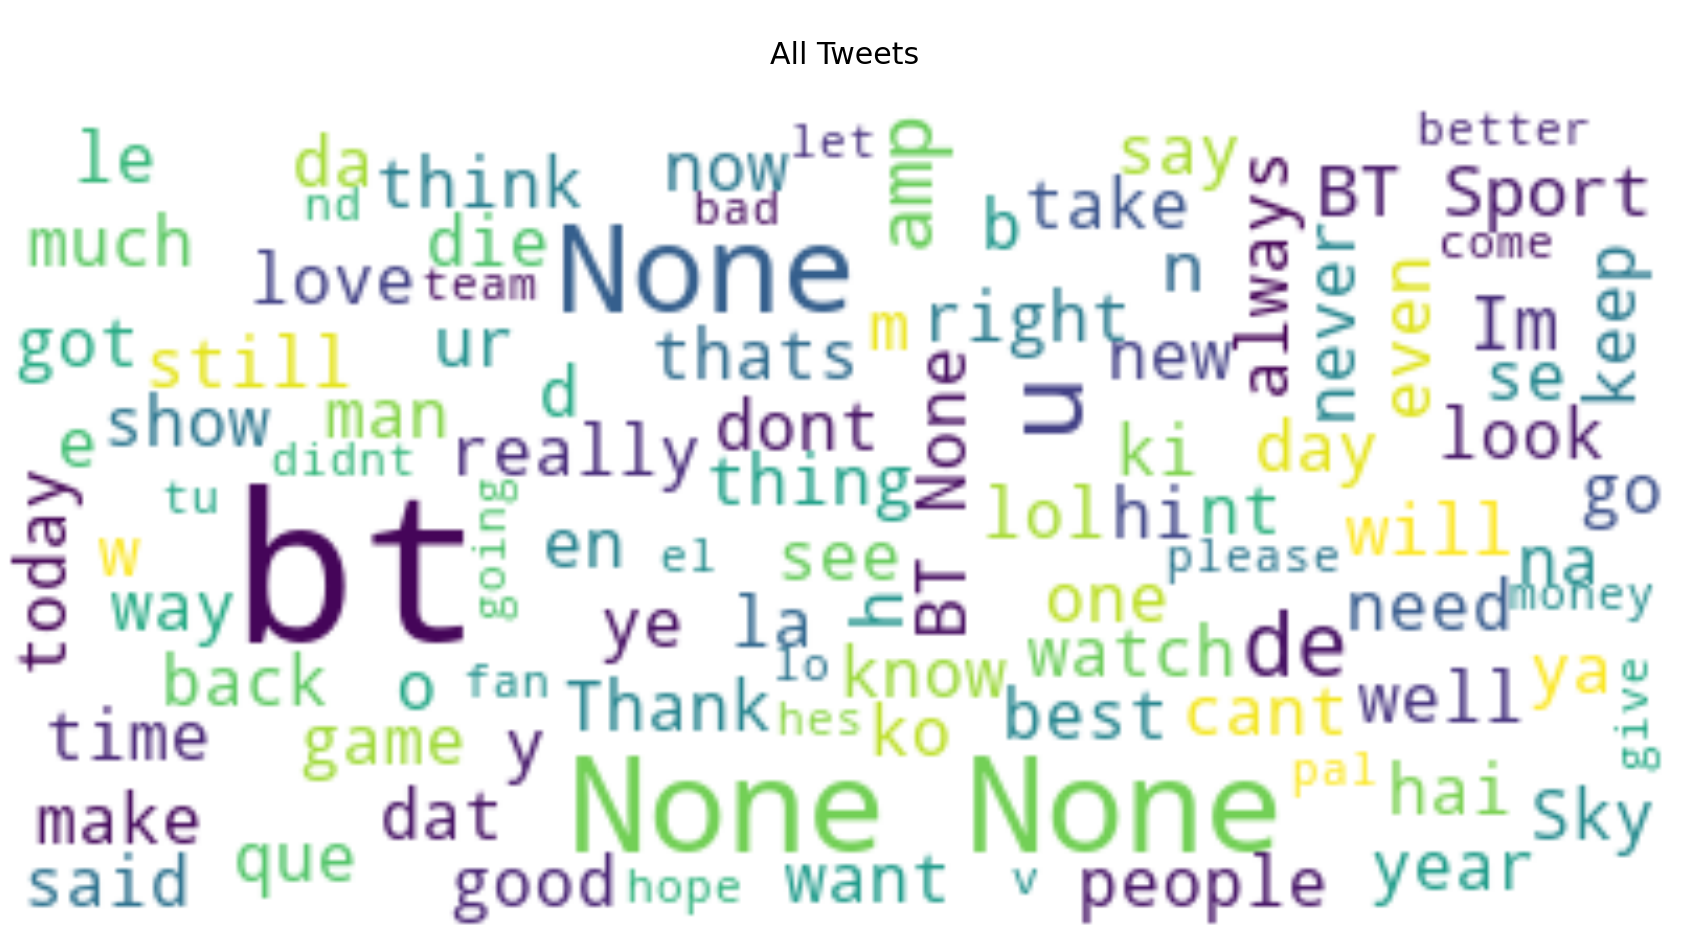 All Tweets
le
da
think
now
let
amp
say
better
nd
bad
b
take
always
BT Sport
much
die
None
n
never
come
love
team
even
keep
got
still
ur
thats
m
right
new
Im
se
show
man
d
dont
BT None
u
look
e
didnt
really
thing
ki
day
today
tu
bt
going
en
el
see
lol
hint
please
will
go
na
w
way
ye
la
h
one
need
money
back
o
fan
lo
know
watch
de
ya
give
time
game
y
Thank
hes
ko
best
cant
well
make
dat
None None
pal
hai
Sky
said
que
good
hope
want
v
people
year